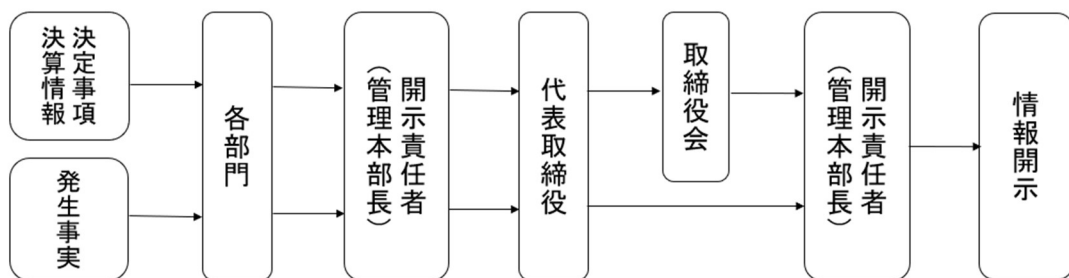 決定事項
決算情報
発生事実
各部門
開示責任者
（管理本部長）
代表取締役
取締役会
開示責任者
（管理本部長）
情報開示